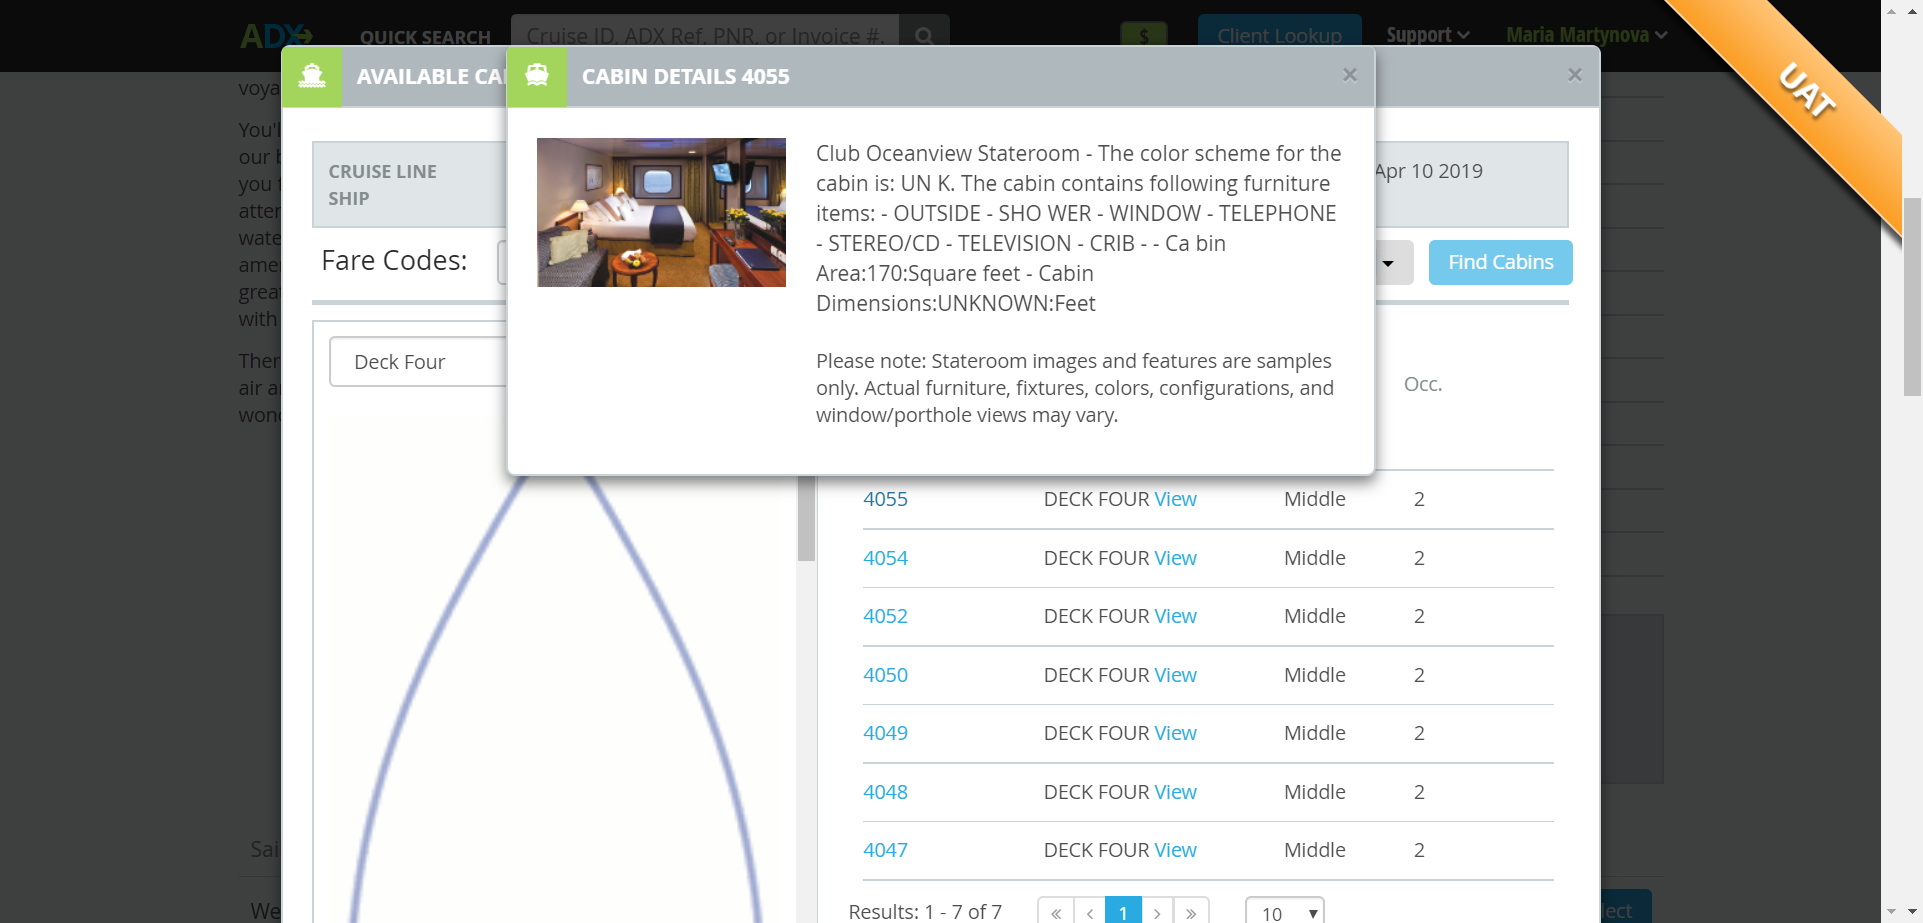 ADX
QUICK SEARCH
Cruise ID, ADX Ref, PNR, or Invoice #.
$
Client Lookup
Support
Maria Martynova
UAT
AVAILABLE CA
CABIN DETAILS 4055
×
×
voya
You'l
our b
you
atter
wate
ame
grea
with
Ther
air a
wond
CRUISE LINE
SHIP
Apr 10 2019
Club Oceanview Stateroom - The color scheme for the
cabin is: UN K. The cabin contains following furniture
items: - OUTSIDE - SHO WER - WINDOW - TELEPHONE
- STEREO/CD - TELEVISION - CRIB - - Ca bin
Area:170:Square feet - Cabin
Dimensions:UNKNOWN:Feet
Please note: Stateroom images and features are samples
only. Actual furniture, fixtures, colors, configurations, and
window/porthole views may vary.
Fare Codes:
Find Cabins
Deck Four
Occ.
4055 DECK FOUR View Middle 2
4054 DECK FOUR View Middle 2
4052 DECK FOUR View Middle 2
4050 DECK FOUR View Middle 2
4049 DECK FOUR View Middle 2
4048 DECK FOUR View Middle 2
4047 DECK FOUR View Middle 2
Sai
We
Results: 1 - 7 of 7 « ‹ 1 › » 10
lect